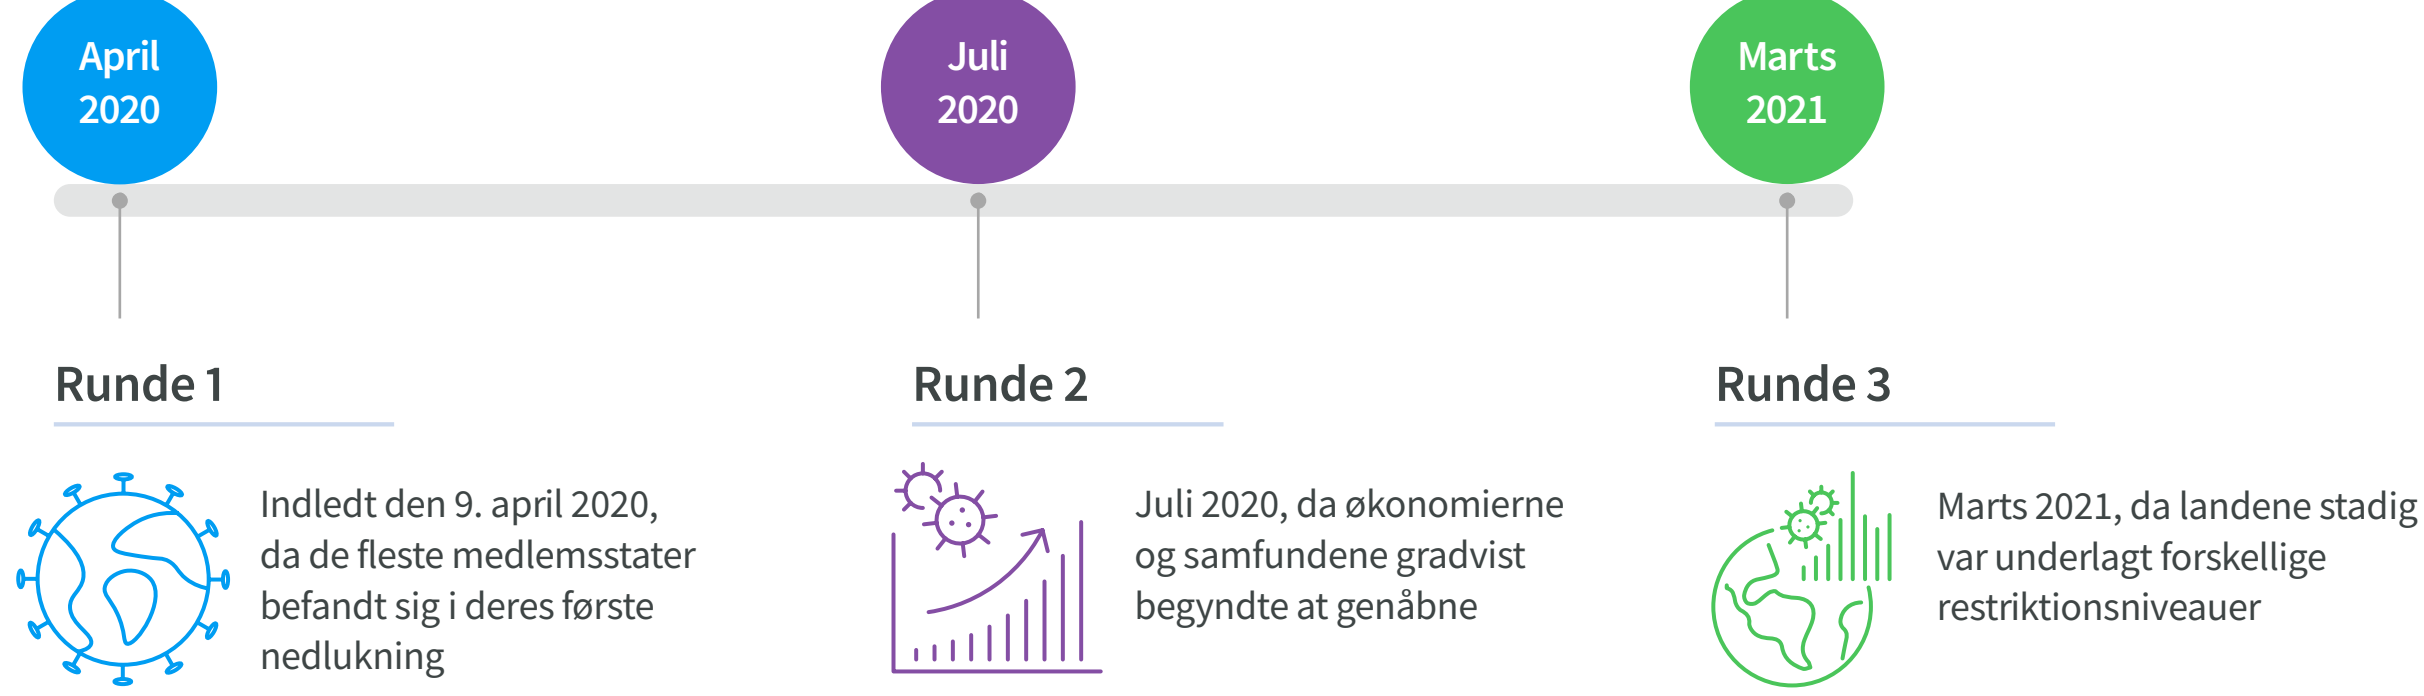 April
2020
Juli
2020
Marts
2021
Runde 1
Indledt den 9. april 2020,
da de fleste medlemsstater
befandt sig i deres første
nedlukning
Runde 2
Juli 2020, da økonomierne
og samfundene gradvist
begyndte at genåbne
Runde 3
Marts 2021, da landene stadig
var underlagt forskellige
restriktionsniveauer